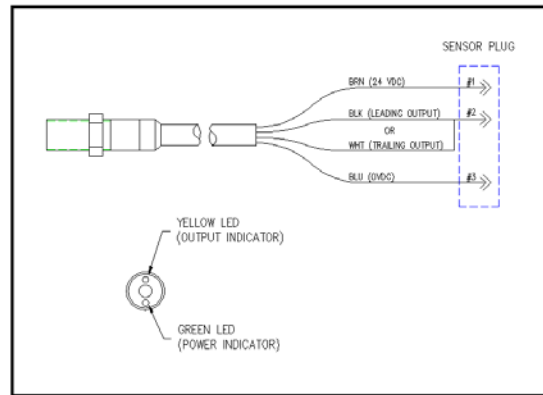 SENSOR PLUG
BRN (24 VDC)
#1
BLK (LEADING OUTPUT)
#2
OR
WHT (TRAILING OUTPUT)
BLU (0VDC)
#3
YELLOW LED
(OUTPUT INDICATOR)
GREEN LED
(POWER INDICATOR)